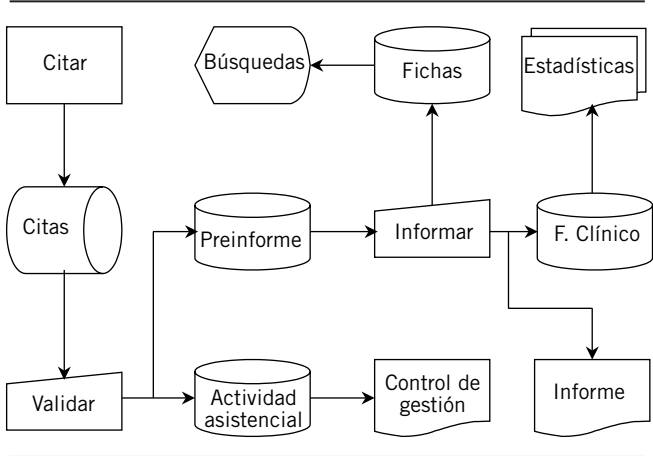 Citar
Búsquedas
Fichas
Estadísticas
Citas
Preinforme
Informar
F. Clínico
Validar
Actividad
asistencial
Control de
gestión
Informe